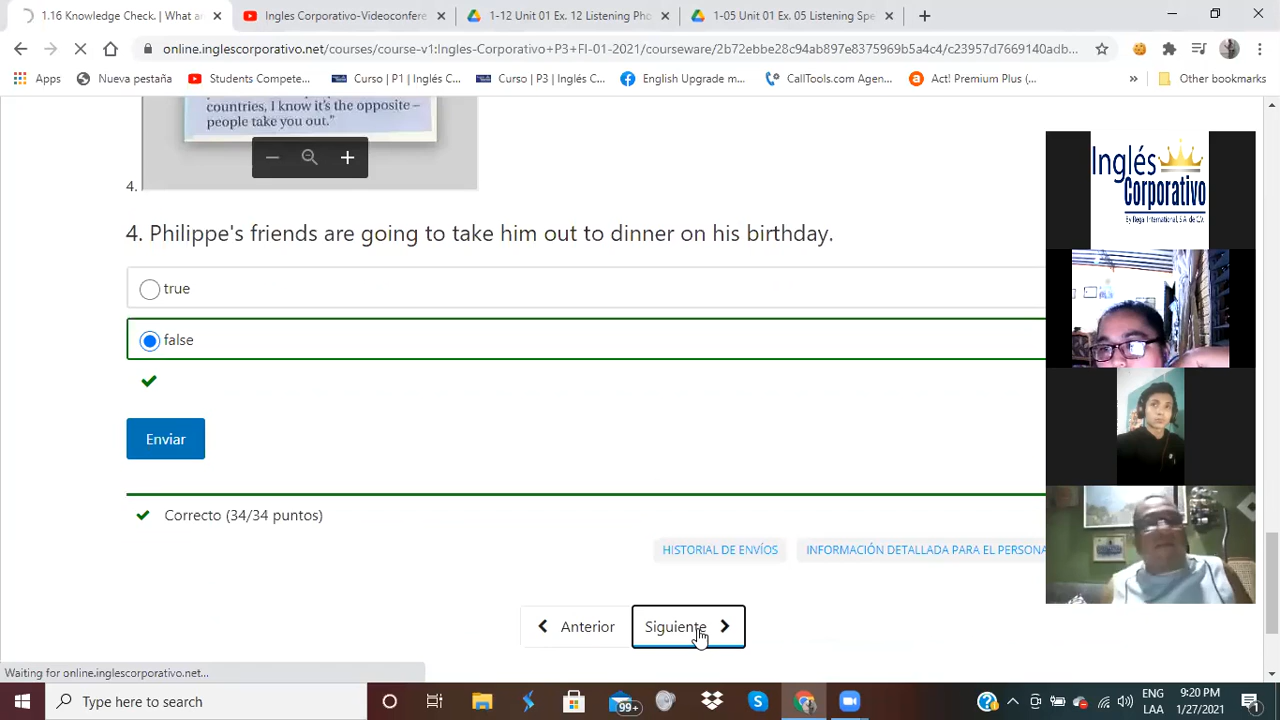 1.16 Knowledge Check. | What a
Ingles Corporativo-Videoconfere
1-12 Unit 01 Ex. 12 Listening Pho
1-05 Unit 01 Ex. 05 Listening Spe
online.inglescorporativo.net/courses/course-v1:Ingles-Corporativo+P3+FI-01-2021/courseware/2b72ebbe28c94ab897e8375969b5a4c4/c23957d7669140adb...
Apps
Nueva pestaña
Students Compete...
Curso | P1 | Inglés C...
Curso | P3 | Inglés C...
English Upgrade m...
CallTools.com Agen...
Act! Premium Plus (...
»
Other bookmarks
countries, I know it's the opposite –
people take you out."
4.
4. Philippe's friends are going to take him out to dinner on his birthday.
true
false
Enviar
Correcto (34/34 puntos)
HISTORIAL DE ENVÍOS
INFORMACIÓN DETALLADA PARA EL PERSONA
Anterior
Siguiente
Inglés
Corporativo
Waiting for online.inglescorporativo.net...
Type here to search
99+
ENG
LAA
9:20 PM
1/27/2021
1